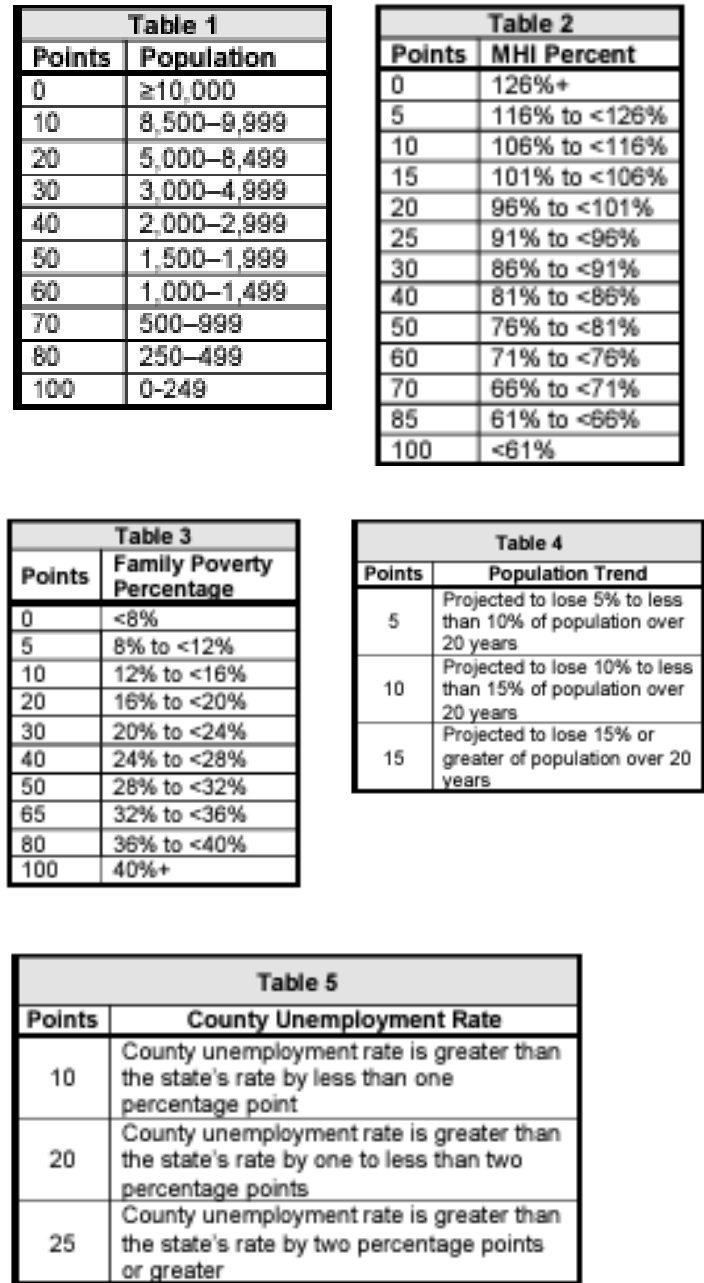 Table 1
Points Population
0 ≥10,000
10 8,500–9,999
20 5,000–8,499
30 3,000–4,999
40 2,000–2,999
50 1,500–1,999
60 1,000–1,499
70 500–999
80 250–499
100 0-249
Table 2
Points MHI Percent
0 126%+
5 116% to <126%
10 106% to <116%
15 101% to <106%
20 96% to <101%
25 91% to <96%
30 86% to <91%
40 81% to <86%
50 76% to <81%
60 71% to <76%
70 66% to <71%
85 61% to <66%
100 <61%
Table 3
Points Family Poverty
Percentage
0 <8%
5 8% to <12%
10 12% to <16%
20 16% to <20%
30 20% to <24%
40 24% to <28%
50 28% to <32%
65 32% to <36%
80 36% to <40%
100 40%+
Table 4
Points Population Trend
Projected to lose 5% to less
5 than 10% of population over
20 years
Projected to lose 10% to less
10 than 15% of population over
20 years
Projected to lose 15% or
15 greater of population over 20
years
Table 5
Points County Unemployment Rate
County unemployment rate is greater than
10 the state's rate by less than one
percentage point
County unemployment rate is greater than
20 the state's rate by one to less than two
percentage points
County unemployment rate is greater than
25 the state's rate by two percentage points
or greater